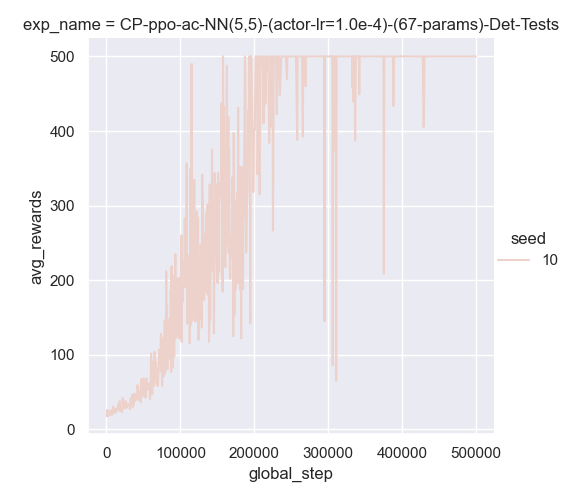 exp_name = CP-ppo-ac-NN(5,5)-(actor-lr=1.0e-4)-(67-params)-Det-Tests
500
400
300
200
100
0
avg_rewards
0 100000 200000 300000 400000 500000
global_step
seed
10